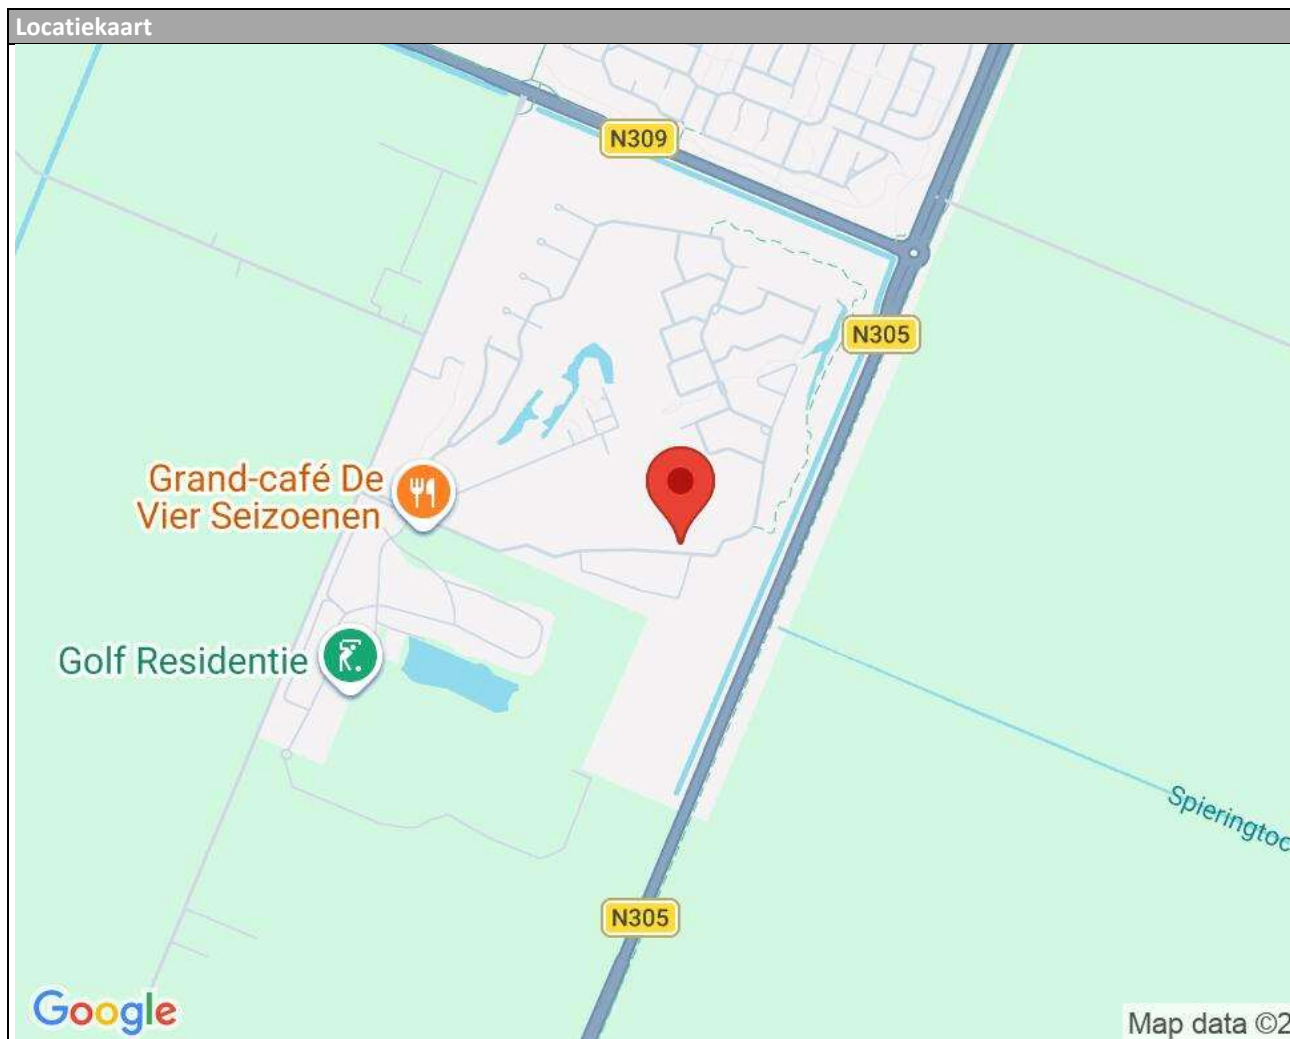 Locatiekaart
N309
N305
Grand-café De
Vier Seizoenen
Golf Residentie
Spieringtoc
N305
Google
Map data ©2